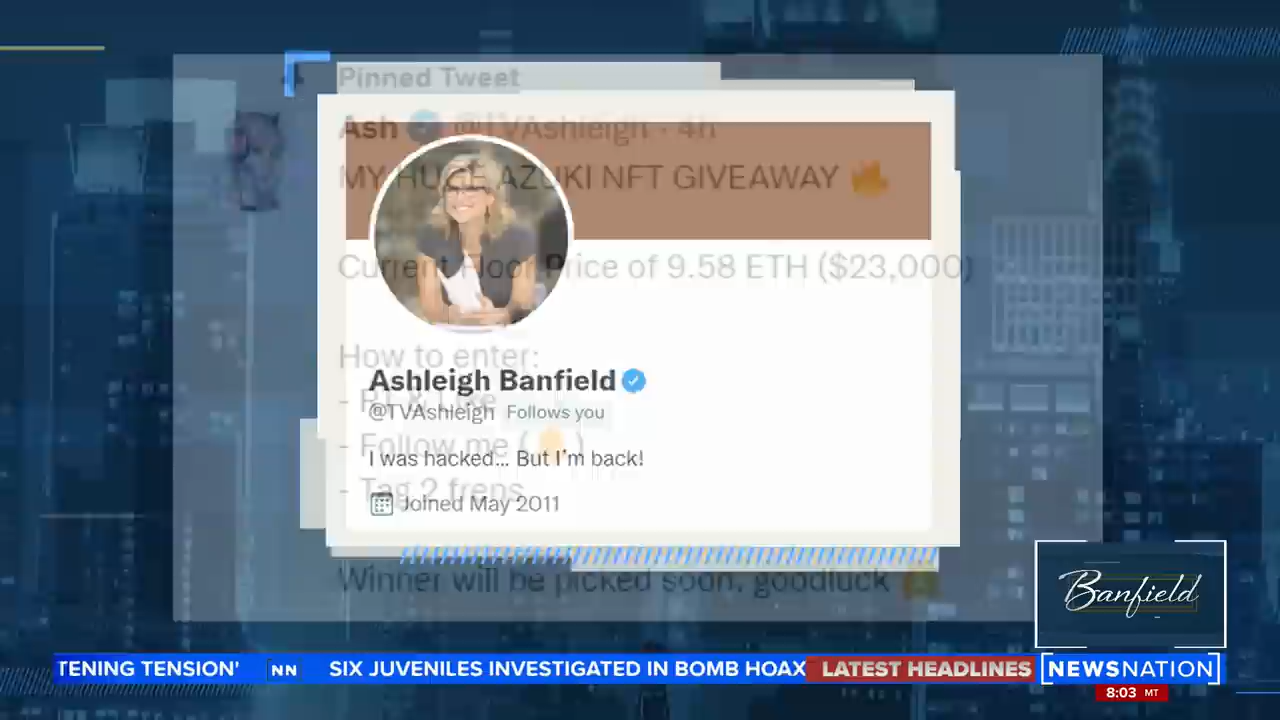 Pinned Tweet
Ash @TVAshleigh · 4h
MY HUGE AZUKI NFT GIVEAWAY
Current Floor Price of 9.58 ETH ($23,000)
How to enter:
Ashleigh Banfield
- RT & Like
@TVAshleigh Follows you
- Follow me ( )
I was hacked... But I'm back!
- Tag 2 frens
Joined May 2011
Winner will be picked soon, goodluck
Banfield
TENING TENSION' NN SIX JUVENILES INVESTIGATED IN BOMB HOAX LATEST HEADLINES NEWSNATION
8:03 MT